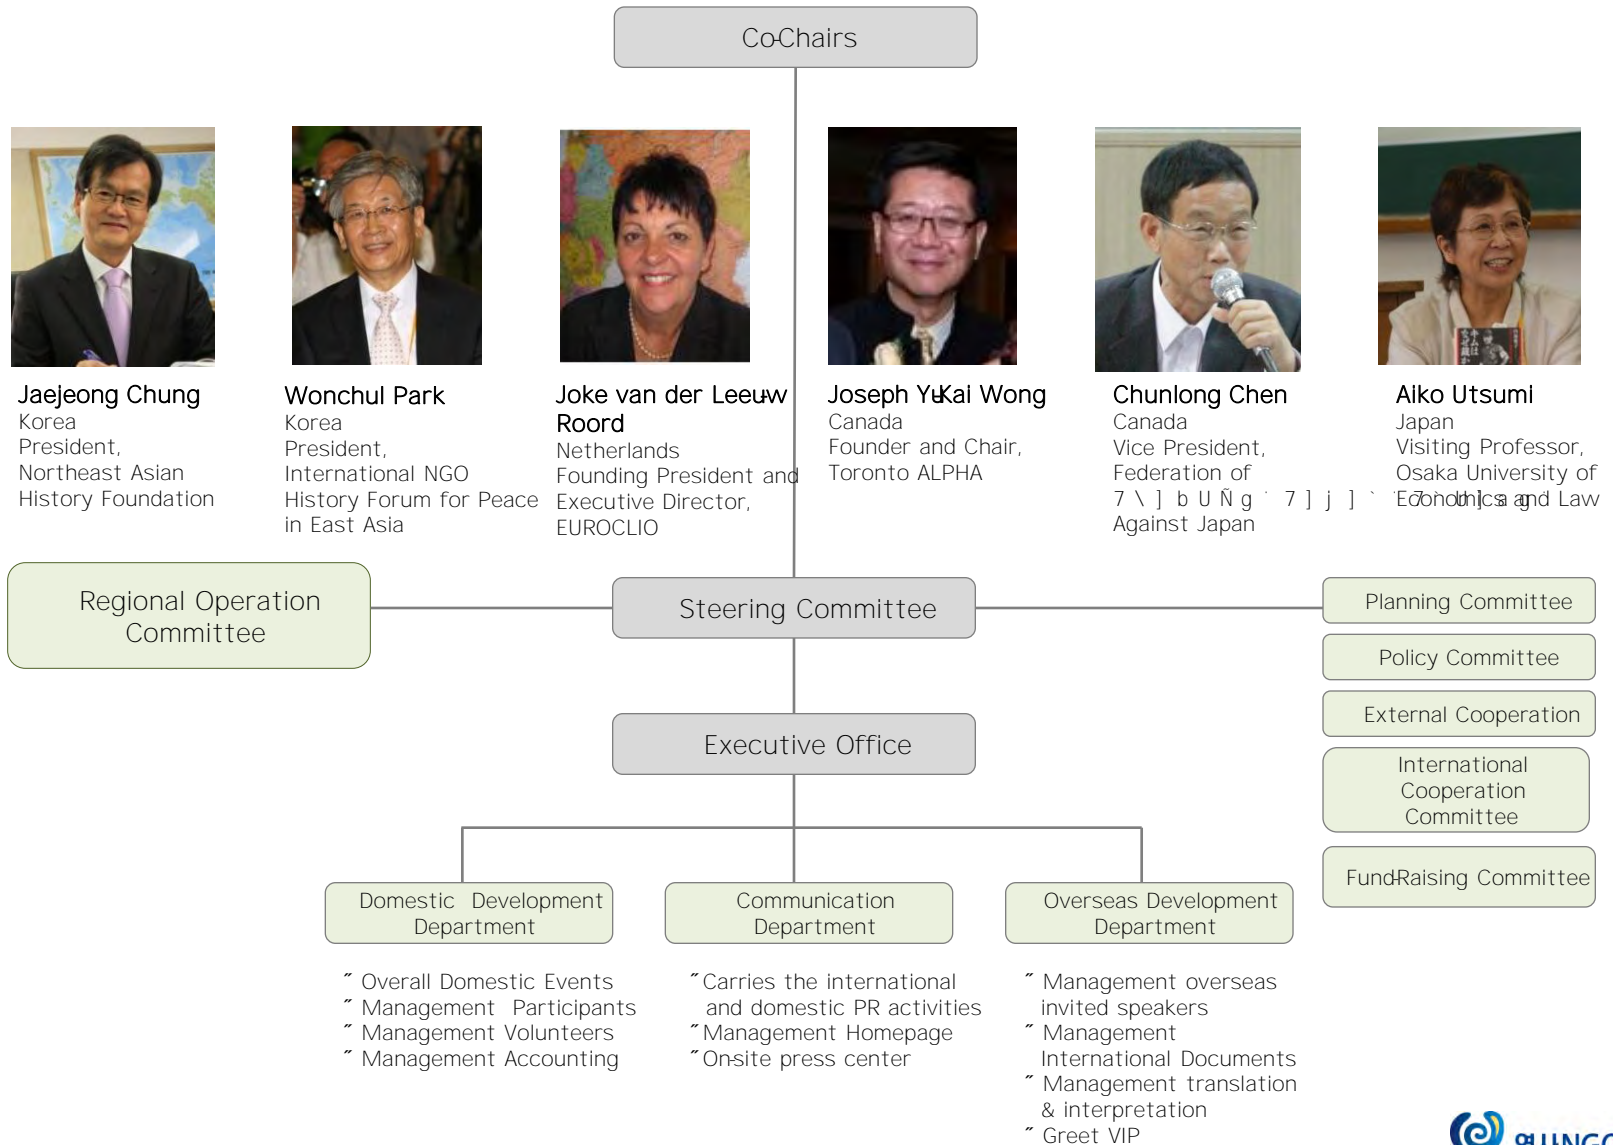 Co-Chairs
Jaejeong Chung
Korea
President,
Northeast Asian
History Foundation
Wonchul Park
Korea
President,
International NGO
History Forum for Peace
in East Asia
Joke van der Leeuw-
Roord
Netherlands
Founding President and
Executive Director,
EUROCLIO
Joseph Yu-Kai Wong
Canada
Founder and Chair,
Toronto ALPHA
Chunlong Chen
Canada
Vice President,
Federation of
Against Japan
Aiko Utsumi
Japan
Visiting Professor,
Osaka University of
Economics and Law
Regional Operation
Committee
Steering Committee
Planning Committee
Policy Committee
External Cooperation
International
Cooperation
Committee
Fund-Raising Committee
Executive Office
Domestic Development
Department
˝ Overall Domestic Events
˝ Management Participants
˝ Management Volunteers
˝ Management Accounting
Communication
Department
˝ Carries the international
and domestic PR activities
˝ Management Homepage
˝ On-site press center
Overseas Development
Department
˝ Management overseas
invited speakers
˝ Management
International Documents
˝ Management translation
& interpretation
˝ Greet VIP